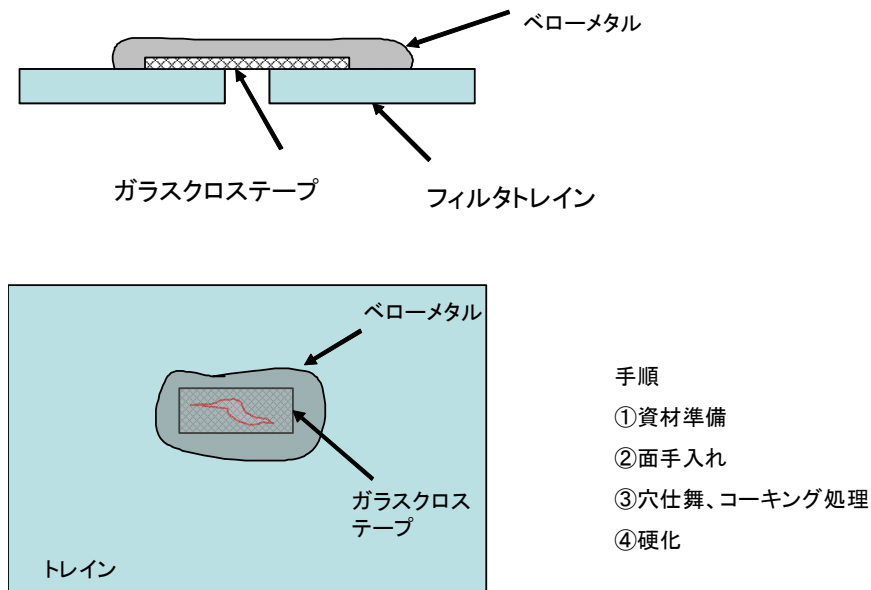 ベローメタル
ガラスクロステープ
フィルタトレイン
ベローメタル
ガラスクロス
テープ
トレイン
手順
①資材準備
②面手入れ
③穴仕舞、コーキング処理
④硬化